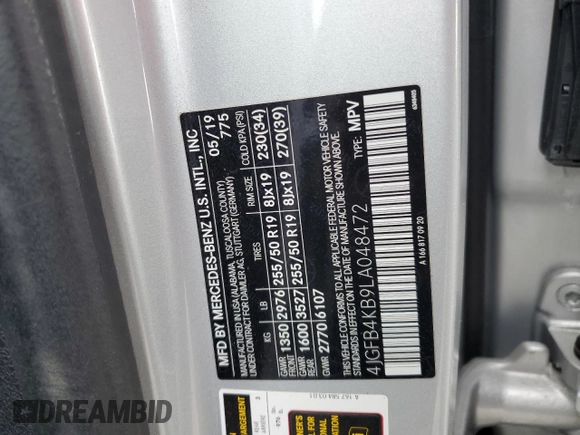 MFD BY MERCEDES-BENZ U.S. INTL., INC
MANUFACTURED IN USA (ALABAMA, TUSCALOOSA COUNTY)
UNDER CONTRACT FOR DAIMLER AG, STUTTGART (GERMANY)
05/19
775
KG LB TIRES RIM SIZE COLD KPA(PSI)
GAWR FRONT 1350 2976 255/50 R19 8Jx19 230(34)
GAWR 1600 3527 255/50 R19 8Jx19 270(39)
GVWR 2770 6107
THIS VEHICLE CONFORMS TO ALL APPLICABLE FEDERAL MOTOR VEHICLE SAFETY
STANDARDS IN EFFECT ON THE DATE OF MANUFACTURE SHOWN ABOVE.
4JGFB4KB9LA048472 TYPE: MPV
A 166 817 09 20
A 167 584 03 01
DREAMBID